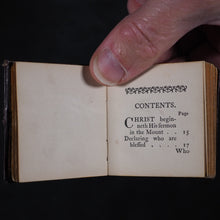 CONTENTS.
Page
CHRIST begin-
neth His sermon
in the Mount . . 15
Declaring who are
blessed . . . . 17
Who